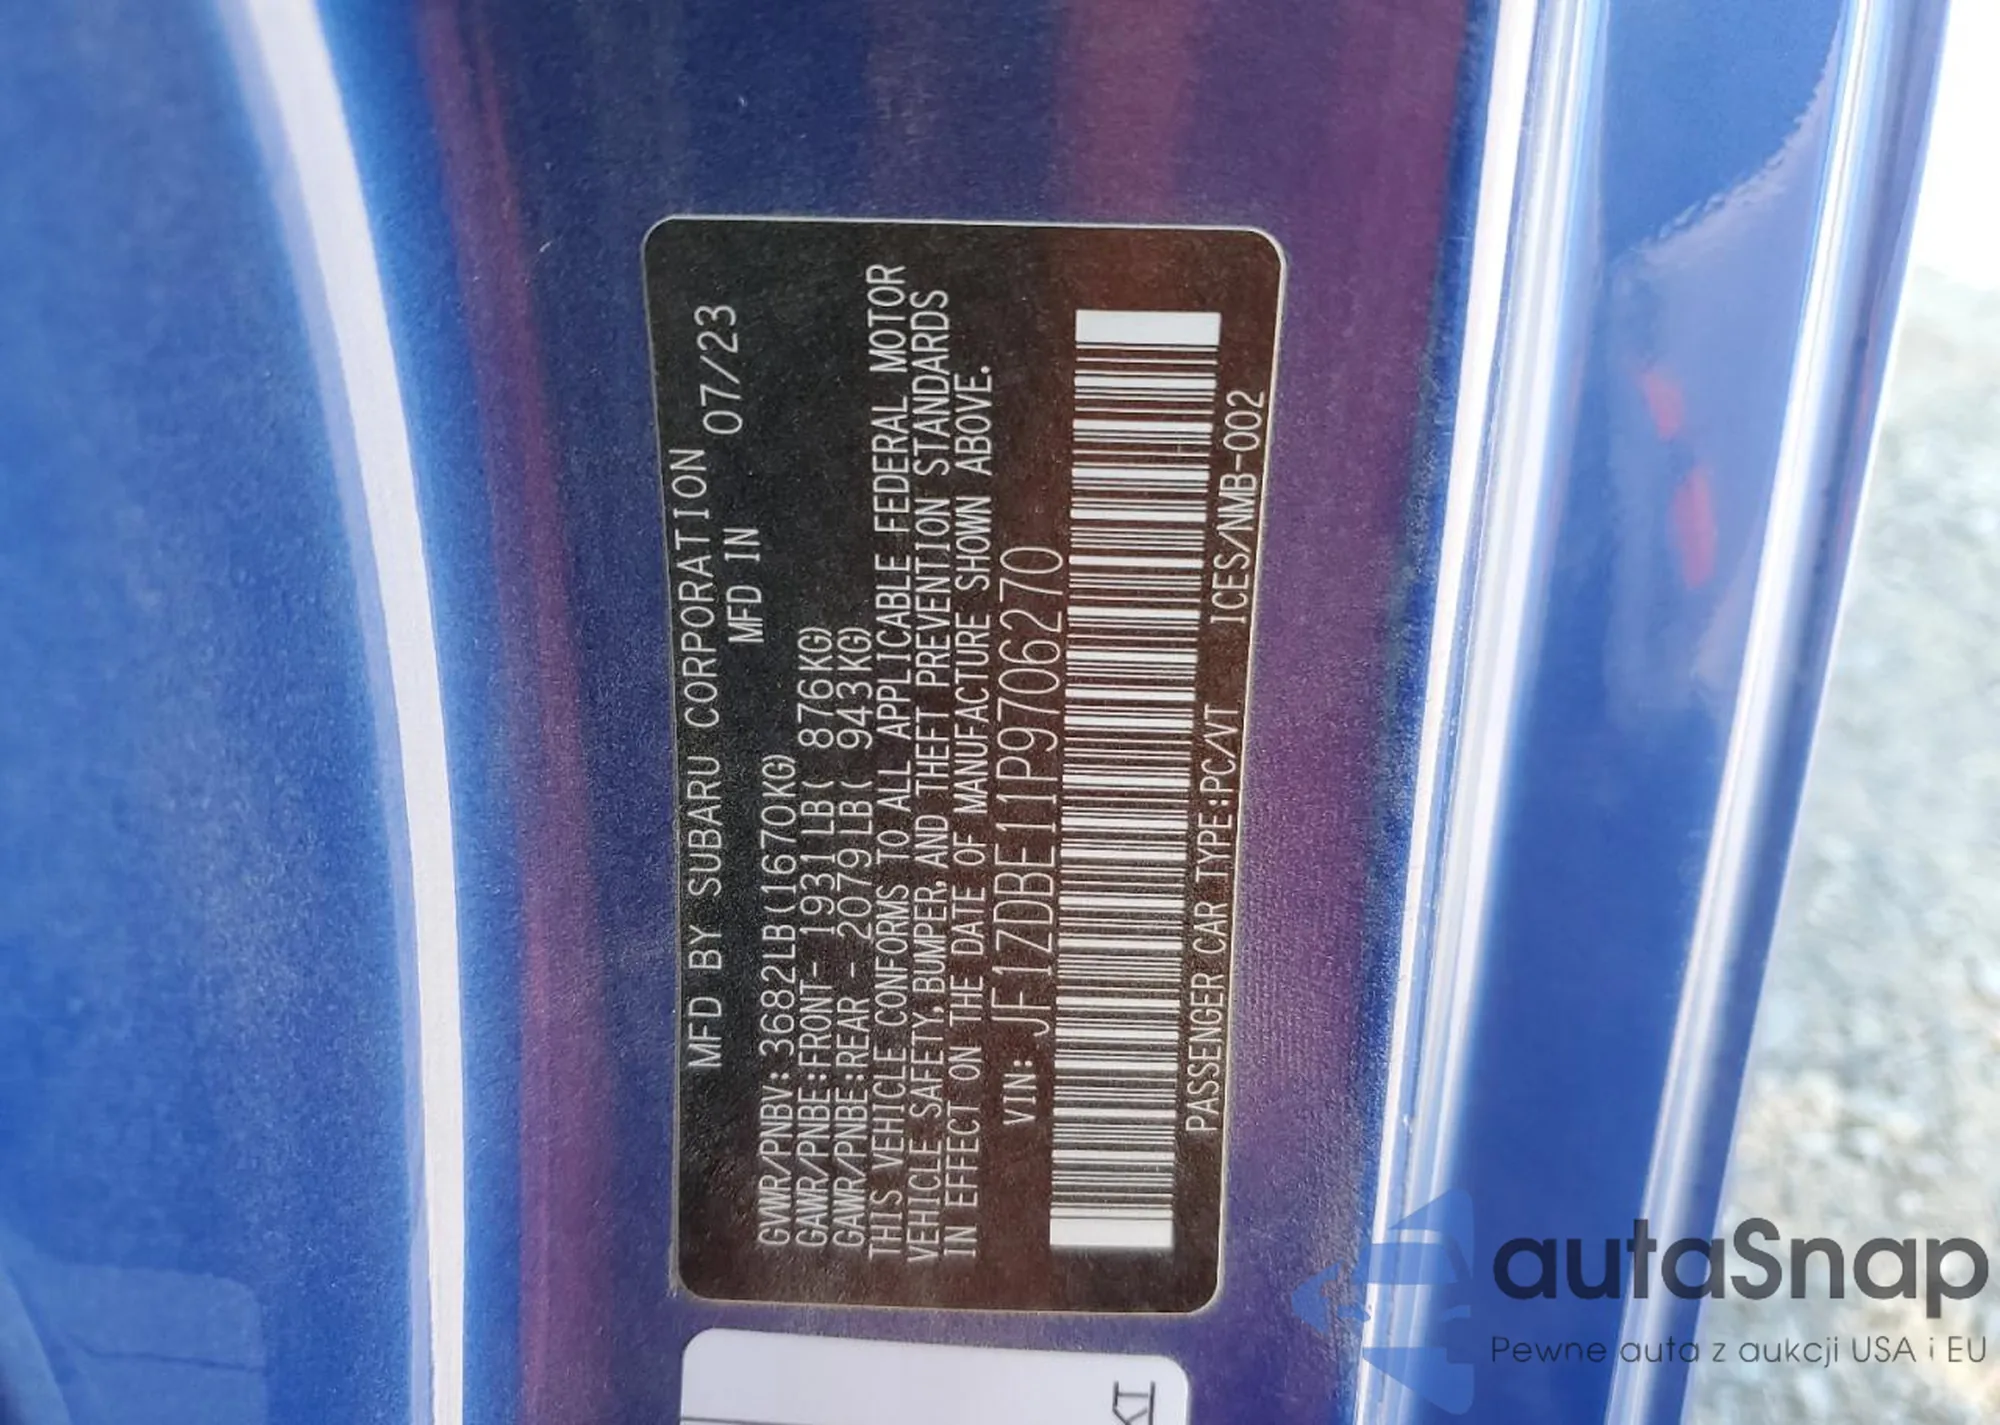 MFD BY SUBARU CORPORATION
MFD IN 07/23
GVWR/PNBV:3682LB(1670KG)
GAWR/PNBE:FRONT- 1931LB( 876KG)
GAWR/PNBE:REAR - 2079LB( 943KG)
THIS VEHICLE CONFORMS TO ALL APPLICABLE FEDERAL MOTOR
VEHICLE SAFETY, BUMPER, AND THEFT PREVENTION STANDARDS
IN EFFECT ON THE DATE OF MANUFACTURE SHOWN ABOVE.
VIN: JF1ZDBE11P9706270
PASSENGER CAR TYPE:PC/VT ICES/NMB-002
autaSnap
Pewne auta z aukcji USA i EU